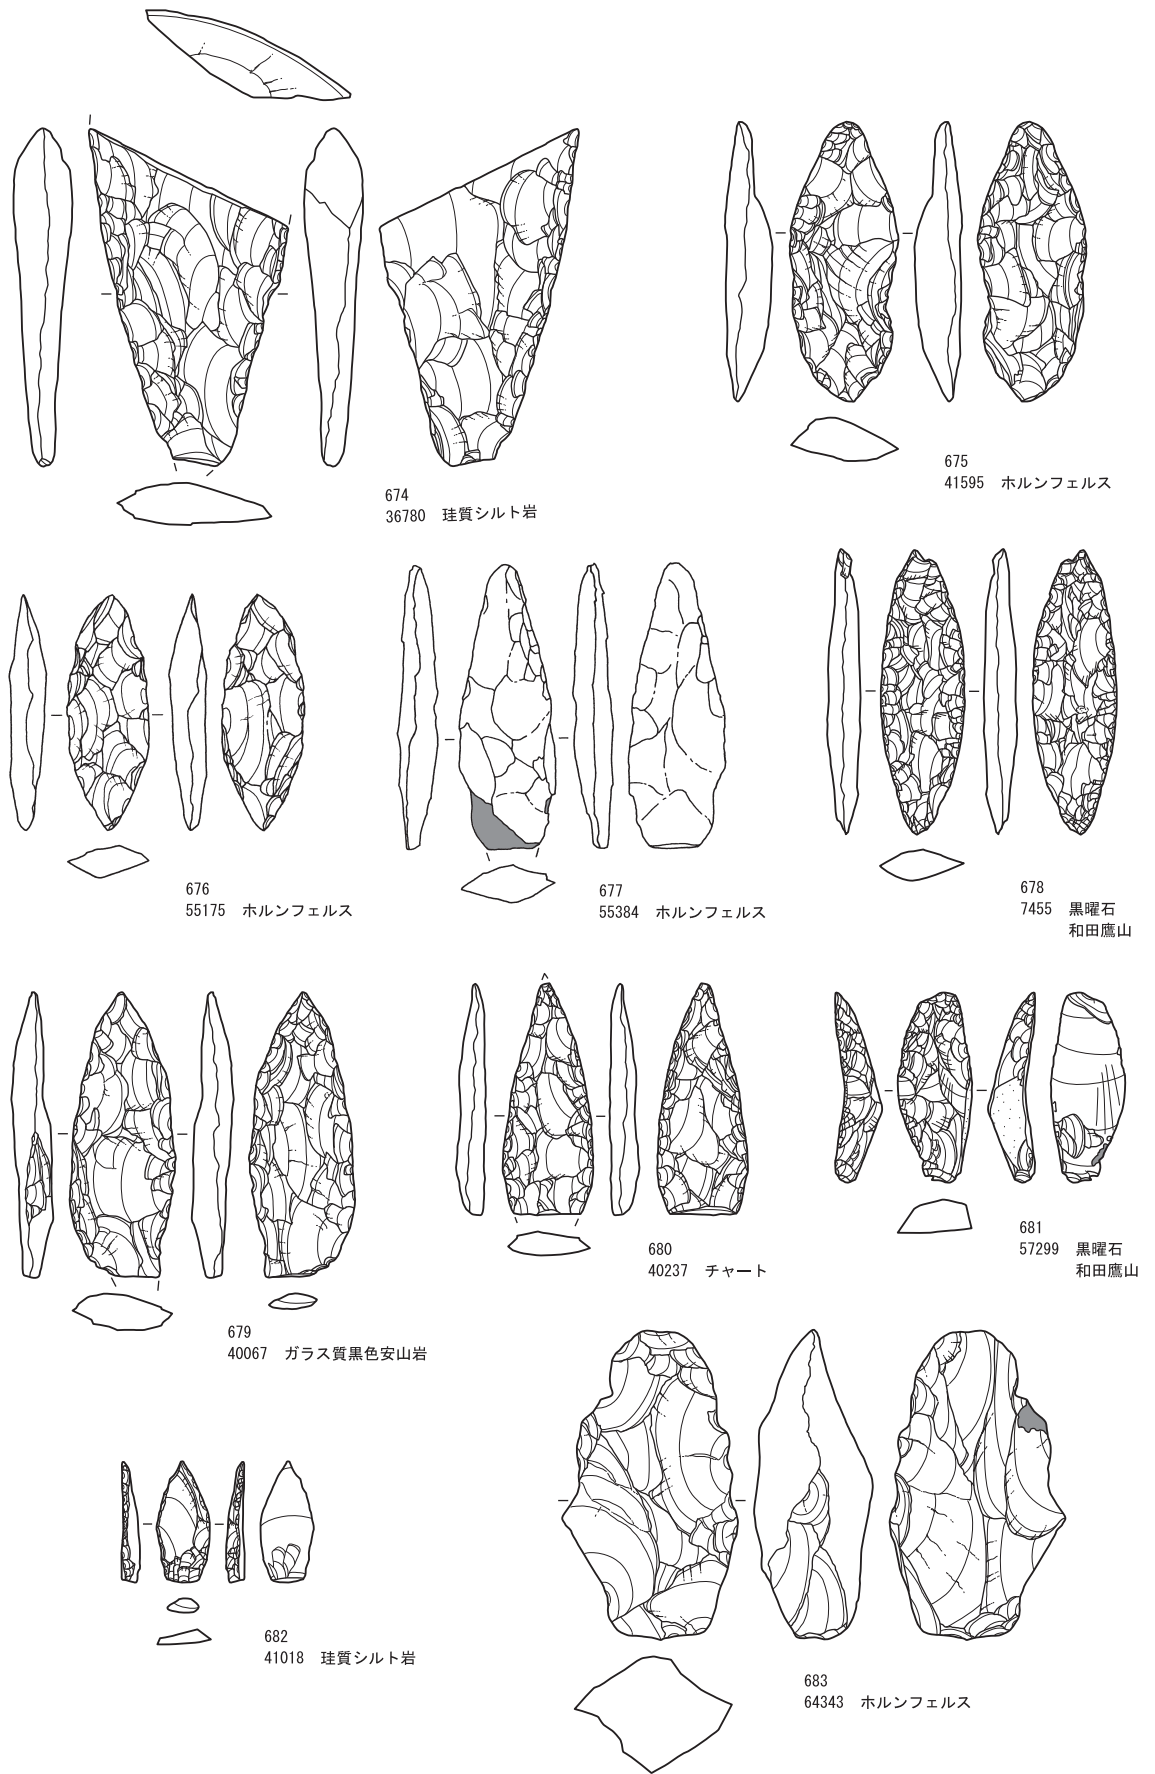 674
36780 珪質シルト岩
675
41595 ホルンフェルス
676
55175 ホルンフェルス
677
55384 ホルンフェルス
678
7455 黒曜石
和田鷹山
679
40067 ガラス質黒色安山岩
680
40237 チャート
681
57299 黒曜石
和田鷹山
682
41018 珪質シルト岩
683
64343 ホルンフェルス